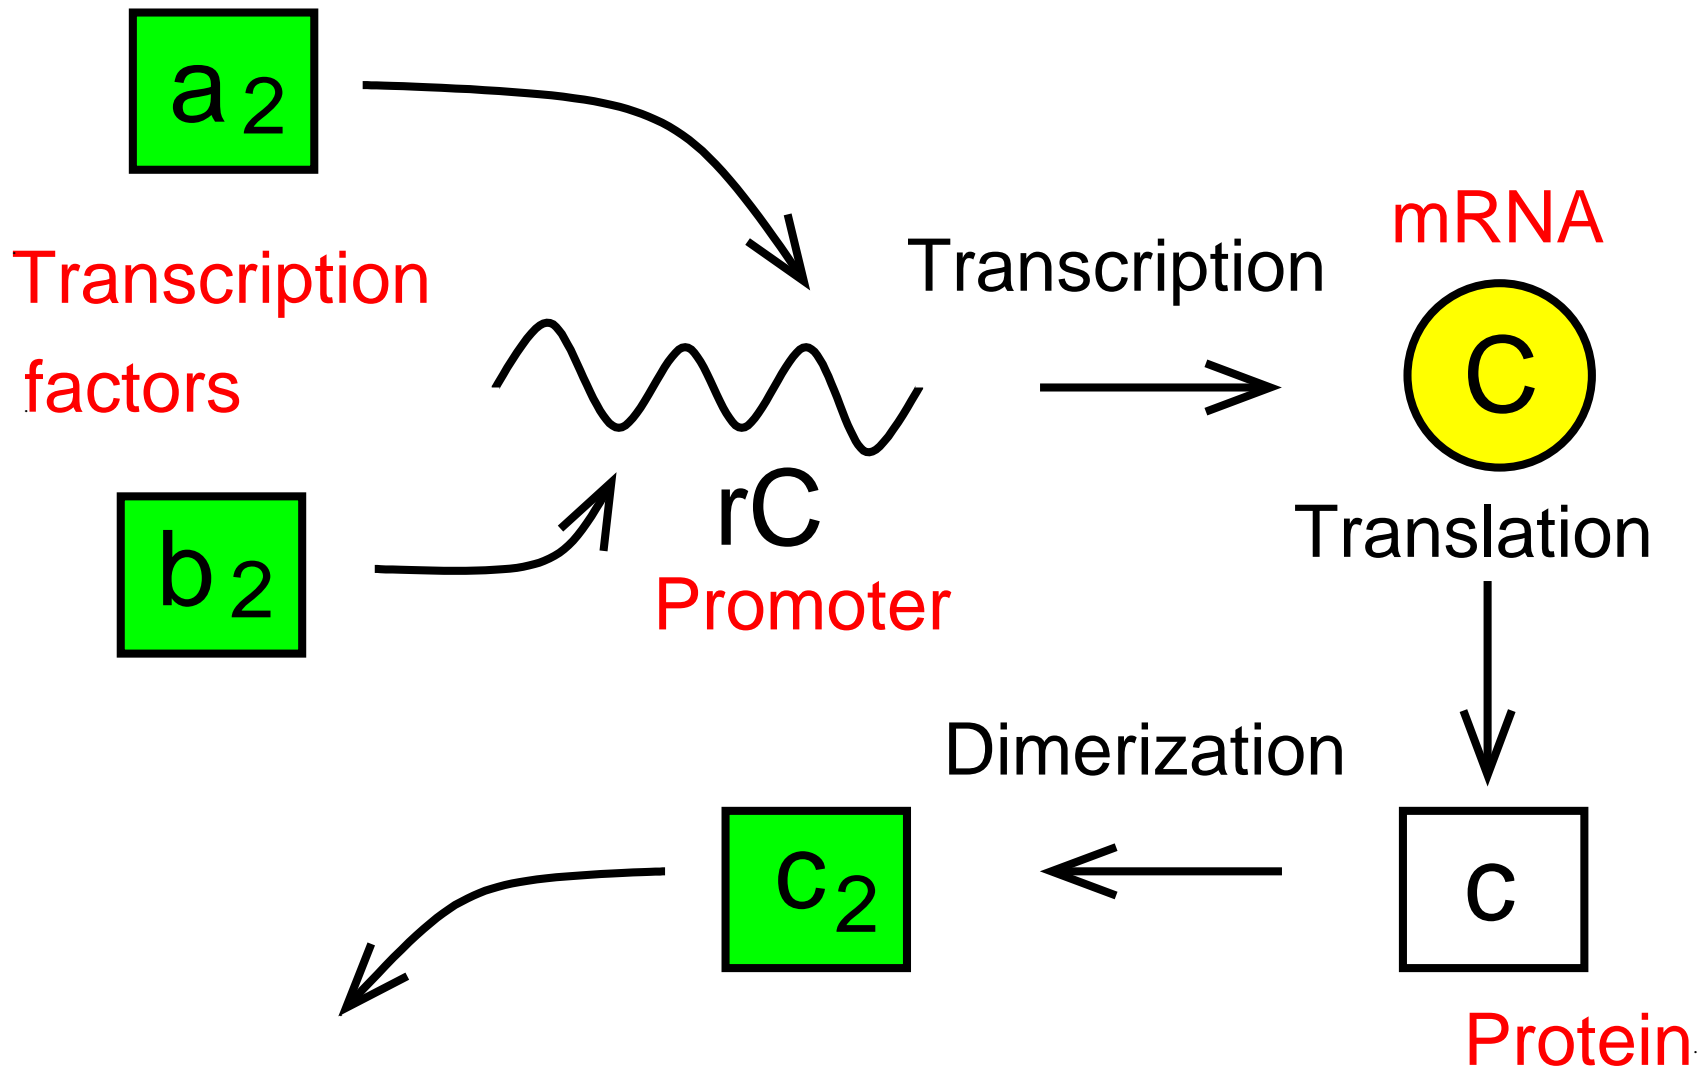 a2
mRNA
Transcription
Transcription
factors
C
rC
b2
Translation
Promoter
Dimerization
c2
c
Protein